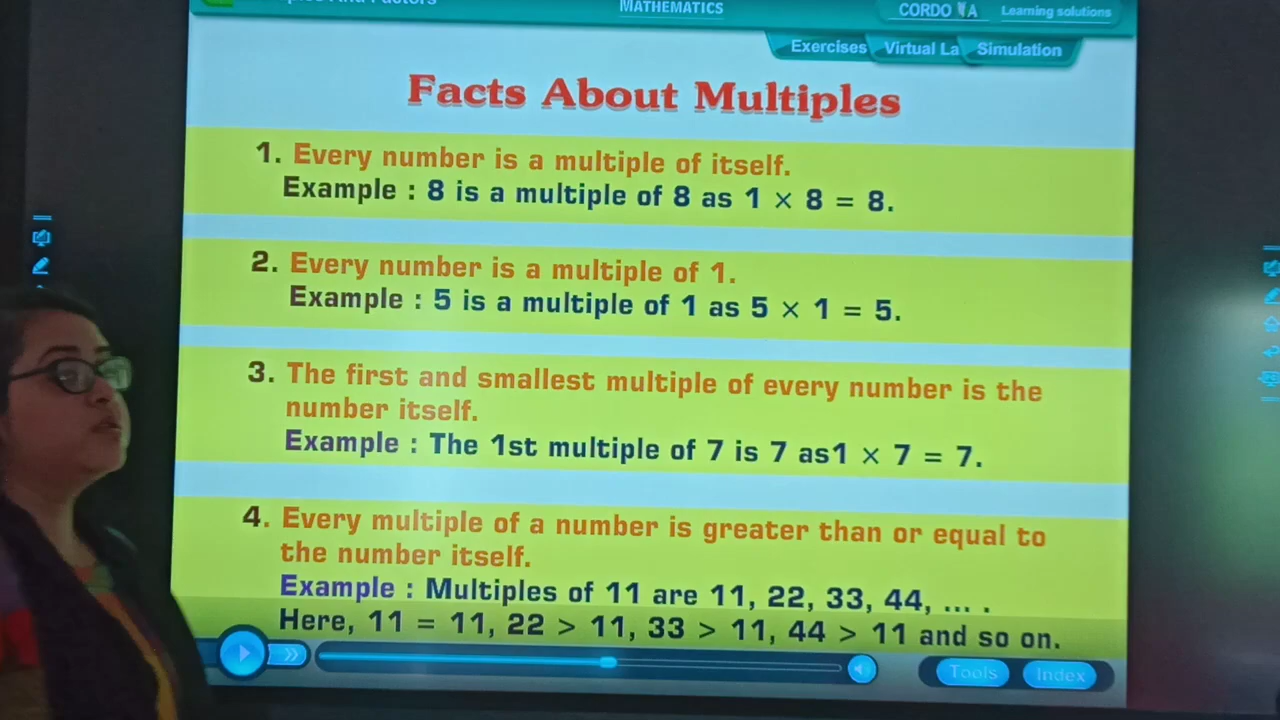 And Factors
MATHEMATICS
CORDO A
Learning solutions
Exercises
Virtual La
Simulation
Facts About Multiples
1. Every number is a multiple of itself.
Example : 8 is a multiple of 8 as 1 × 8 = 8.
2. Every number is a multiple of 1.
Example : 5 is a multiple of 1 as 5 × 1 = 5.
3. The first and smallest multiple of every number is the
number itself.
Example : The 1st multiple of 7 is 7 as1 × 7 = 7.
4. Every multiple of a number is greater than or equal to
the number itself.
Example : Multiples of 11 are 11, 22, 33, 44, ... .
Here, 11 = 11, 22 > 11, 33 > 11, 44 > 11 and so on.
Tools
Index